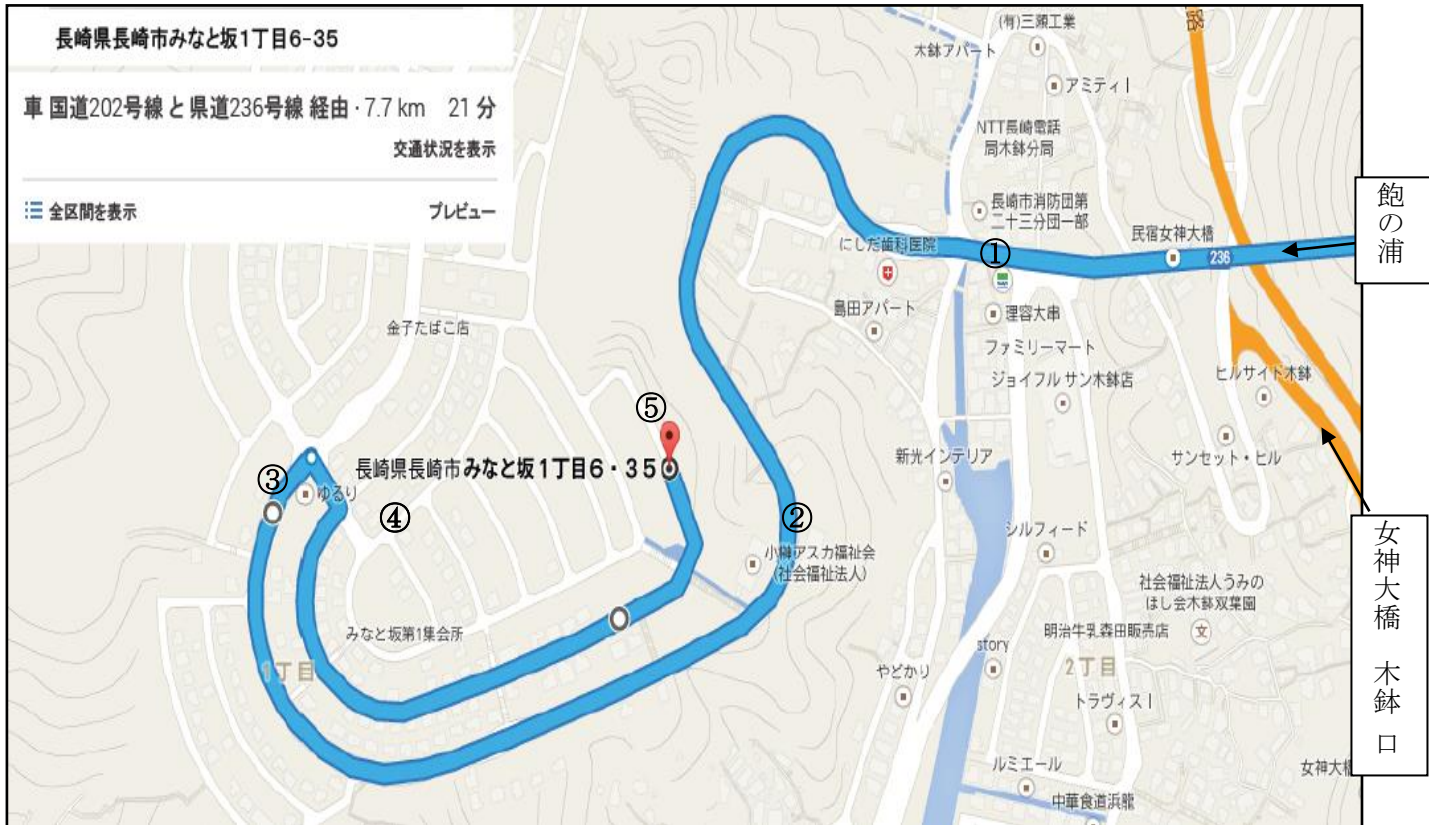 長崎県長崎市みなと坂1丁目6-35
車 国道202号線 と 県道236号線 経由・7.7 km 21 分
交通状況を表示
全区間を表示
プレビュー
(有)三瀬工業
木鉢アパート
路
アミティⅠ
NTT長崎電話
局木鉢分局
長崎市消防団第
二十三分団一部
民宿女神大橋
飽の浦
にしだ歯科医院
①
236
島田アパート
理容大串
金子たばこ店
ファミリーマート
ジョイフル サン木鉢店
ヒルサイド木鉢
⑤
長崎県長崎市みなと坂1丁目6・35
新光インテリア
サンセット・ヒル
③
ゆるり
④
②
シルフィード
女神大橋 木鉢 口
小榊アスカ福祉会
(社会福祉法人)
社会福祉法人うみの
ほし会木鉢双葉園
みなと坂第1集会所
明治牛乳森田販売店
文
1丁目
story
2丁目
やどかり
トラヴィスⅠ
ルミエール
女神大橋
中華食道浜龍